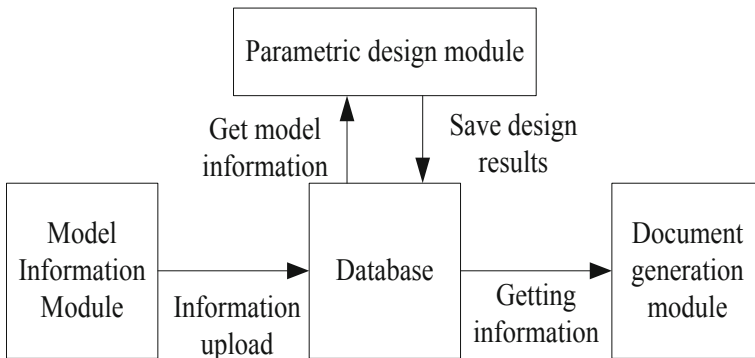 Parametric design module
Get model
information
Save design
results
Model
Information
Module
Information
upload
Database
Getting
information
Document
generation
module